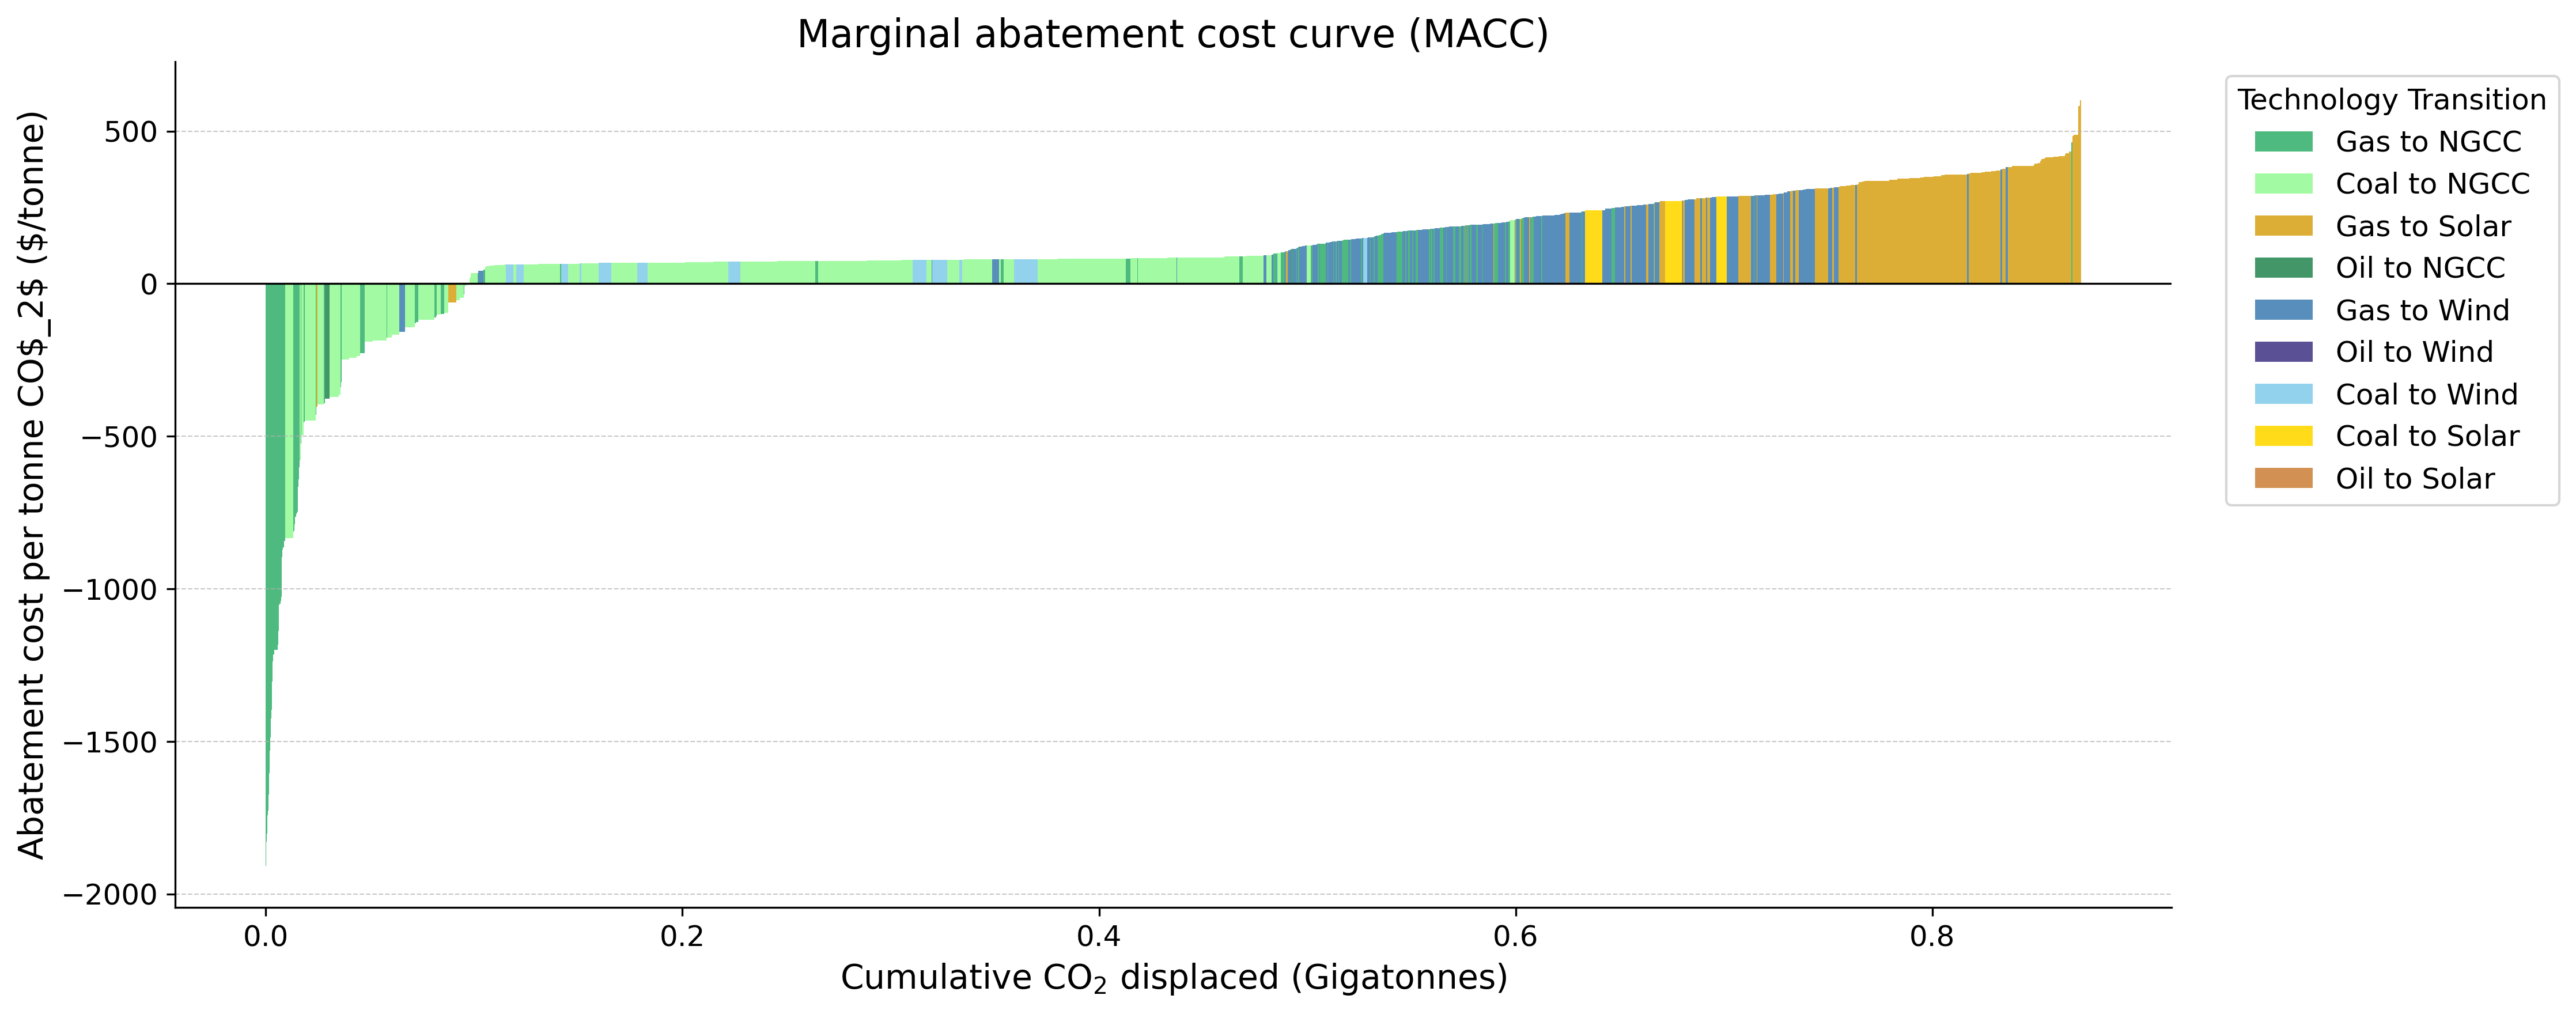 Marginal abatement cost curve (MACC)
Abatement cost per tonne CO$_2$ ($/tonne)
500
0
−500
−1000
−1500
−2000
0.0
0.2
0.4
0.6
0.8
Cumulative CO₂ displaced (Gigatonnes)
Technology Transition
Gas to NGCC
Coal to NGCC
Gas to Solar
Oil to NGCC
Gas to Wind
Oil to Wind
Coal to Wind
Coal to Solar
Oil to Solar